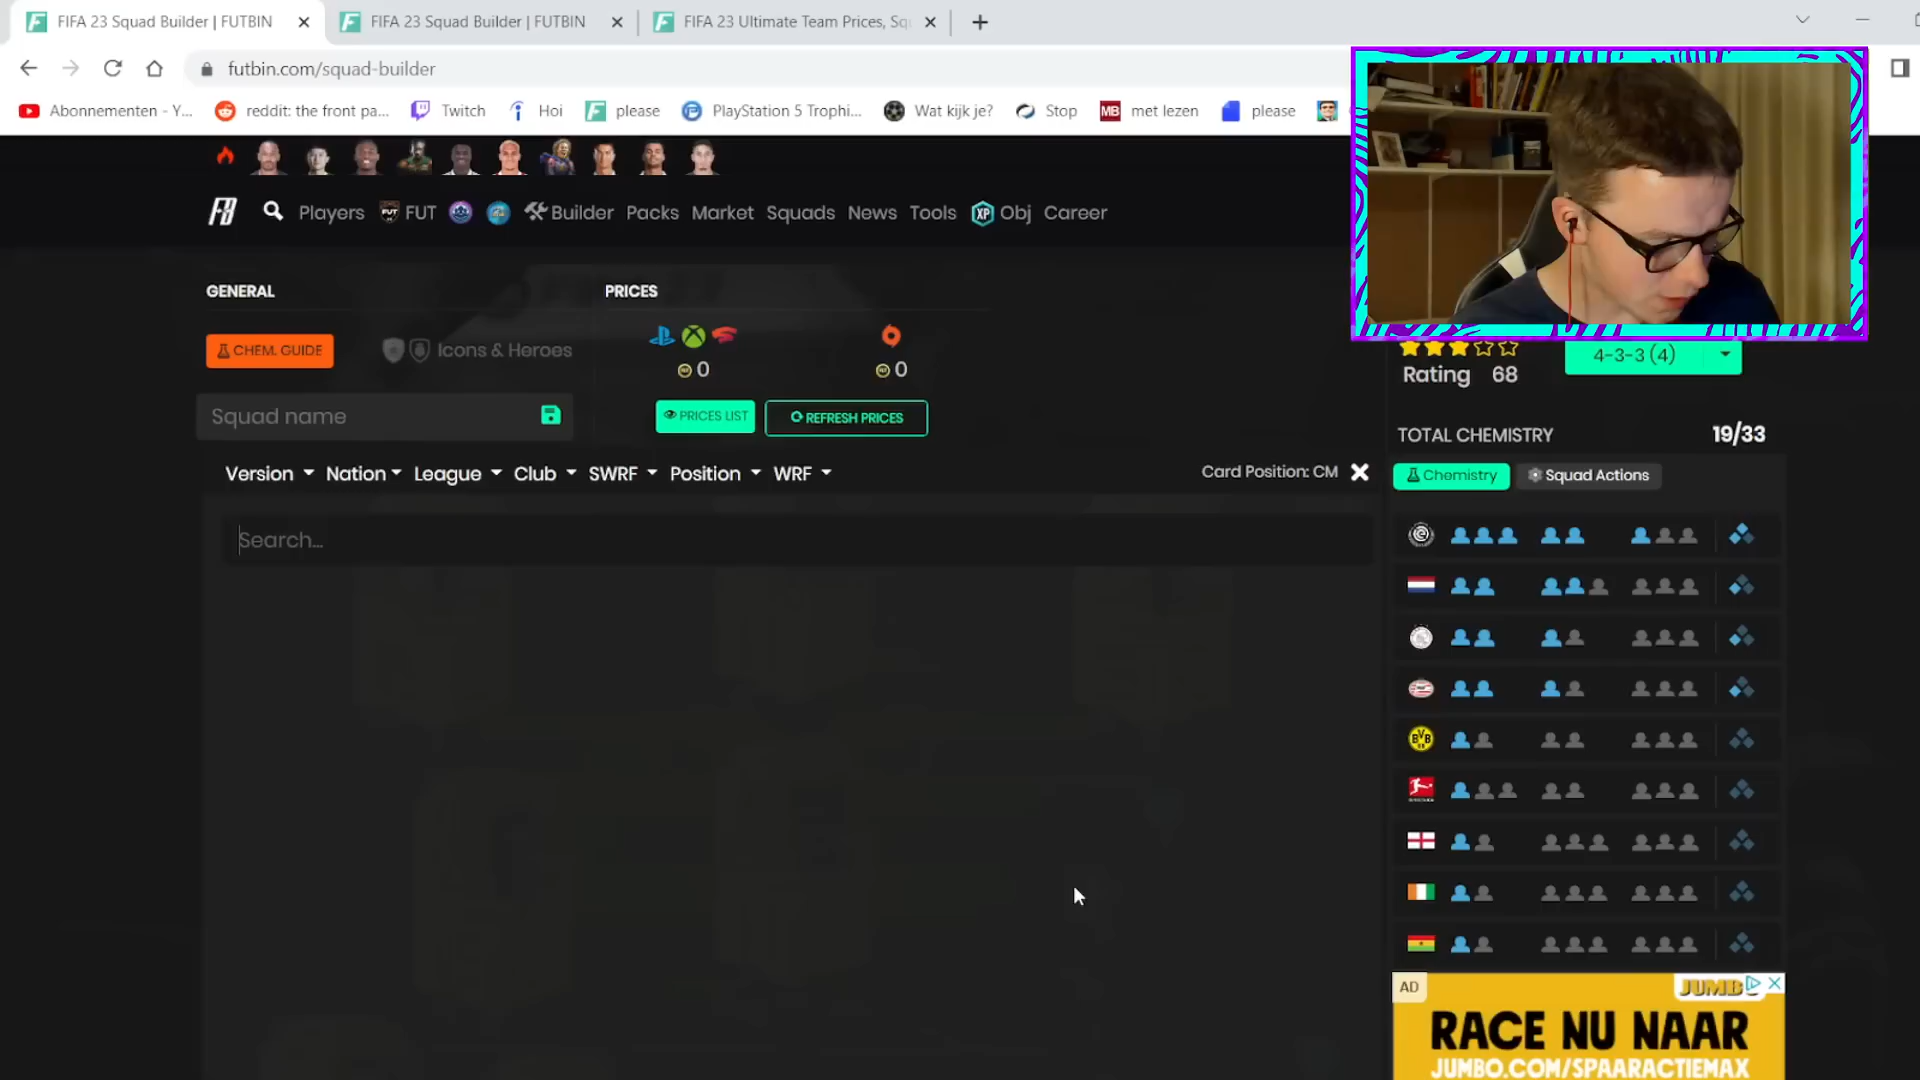 FIFA 23 Squad Builder | FUTBIN
FIFA 23 Squad Builder | FUTBIN
FIFA 23 Ultimate Team Prices, Squ
futbin.com/squad-builder
Abonnementen - Y...
reddit: the front pa...
Twitch
Hoi
please
PlayStation 5 Trophi...
Wat kijk je?
Stop
MB
met lezen
please
Players
FUT
Builder
Packs
Market
Squads
News
Tools
XP Obj
Career
GENERAL
PRICES
CHEM. GUIDE
Icons & Heroes
0
0
Squad name
PRICES LIST
REFRESH PRICES
4-3-3 (4)
Rating 68
TOTAL CHEMISTRY 19/33
Version
Nation
League
Club
SWRF
Position
WRF
Card Position: CM
Chemistry
Squad Actions
Search...
AD
JUMBO
RACE NU NAAR
JUMBO.COM/SPAARACTIEMAX